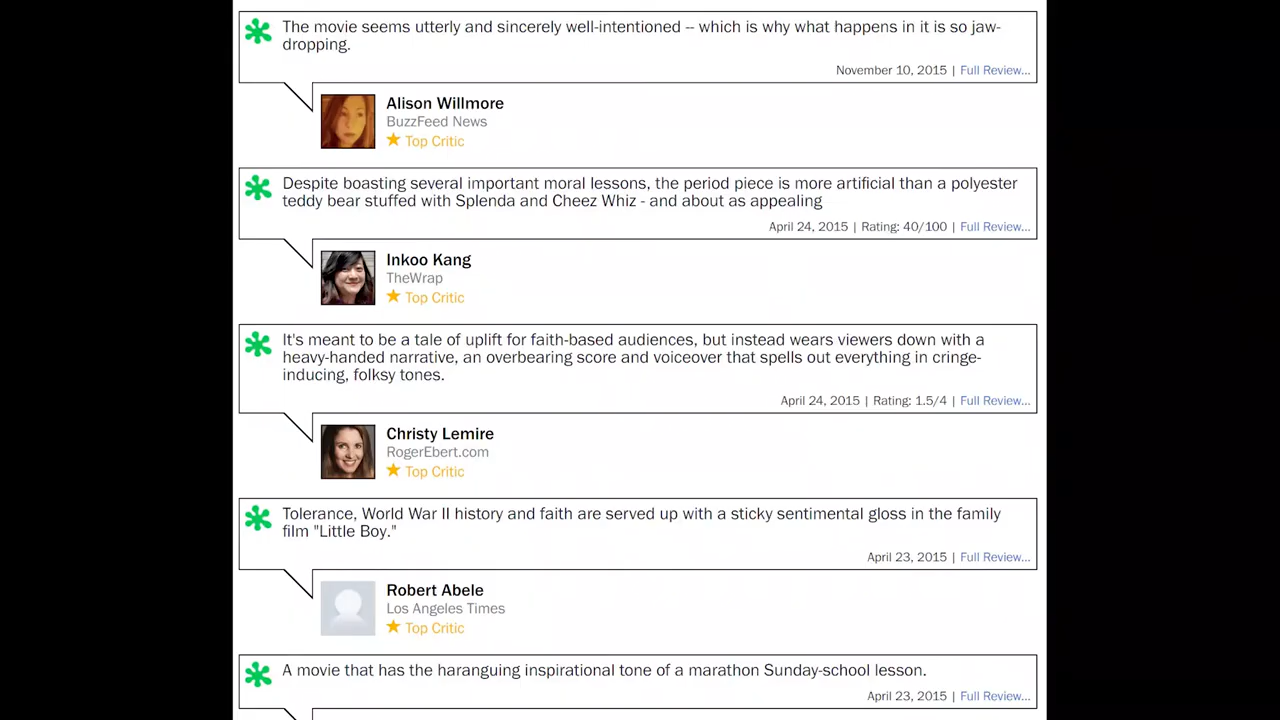 The movie seems utterly and sincerely well-intentioned -- which is why what happens in it is so jaw-
dropping.
November 10, 2015 | Full Review...
Alison Willmore
BuzzFeed News
Top Critic
Despite boasting several important moral lessons, the period piece is more artificial than a polyester
teddy bear stuffed with Splenda and Cheez Whiz - and about as appealing
April 24, 2015 | Rating: 40/100 | Full Review...
Inkoo Kang
TheWrap
Top Critic
It's meant to be a tale of uplift for faith-based audiences, but instead wears viewers down with a
heavy-handed narrative, an overbearing score and voiceover that spells out everything in cringe-
inducing, folksy tones.
April 24, 2015 | Rating: 1.5/4 | Full Review...
Christy Lemire
RogerEbert.com
Top Critic
Tolerance, World War II history and faith are served up with a sticky sentimental gloss in the family
film "Little Boy."
April 23, 2015 | Full Review...
Robert Abele
Los Angeles Times
Top Critic
A movie that has the haranguing inspirational tone of a marathon Sunday-school lesson.
April 23, 2015 | Full Review...